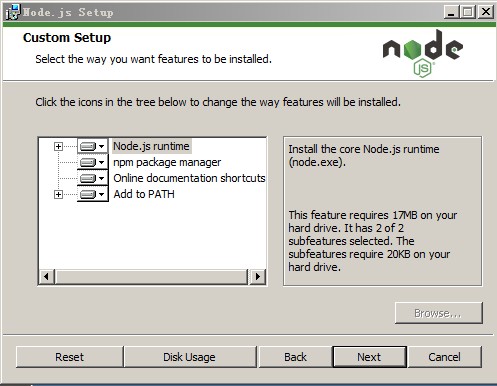 Node.js Setup
Custom Setup
Select the way you want features to be installed.
node
JS
Click the icons in the tree below to change the way features will be installed.
Node.js runtime
npm package manager
Online documentation shortcuts
Add to PATH
Install the core Node.js runtime
(node.exe).
This feature requires 17MB on your
hard drive. It has 2 of 2
subfeatures selected. The
subfeatures require 20KB on your
hard drive.
Browse...
Reset
Disk Usage
Back
Next
Cancel